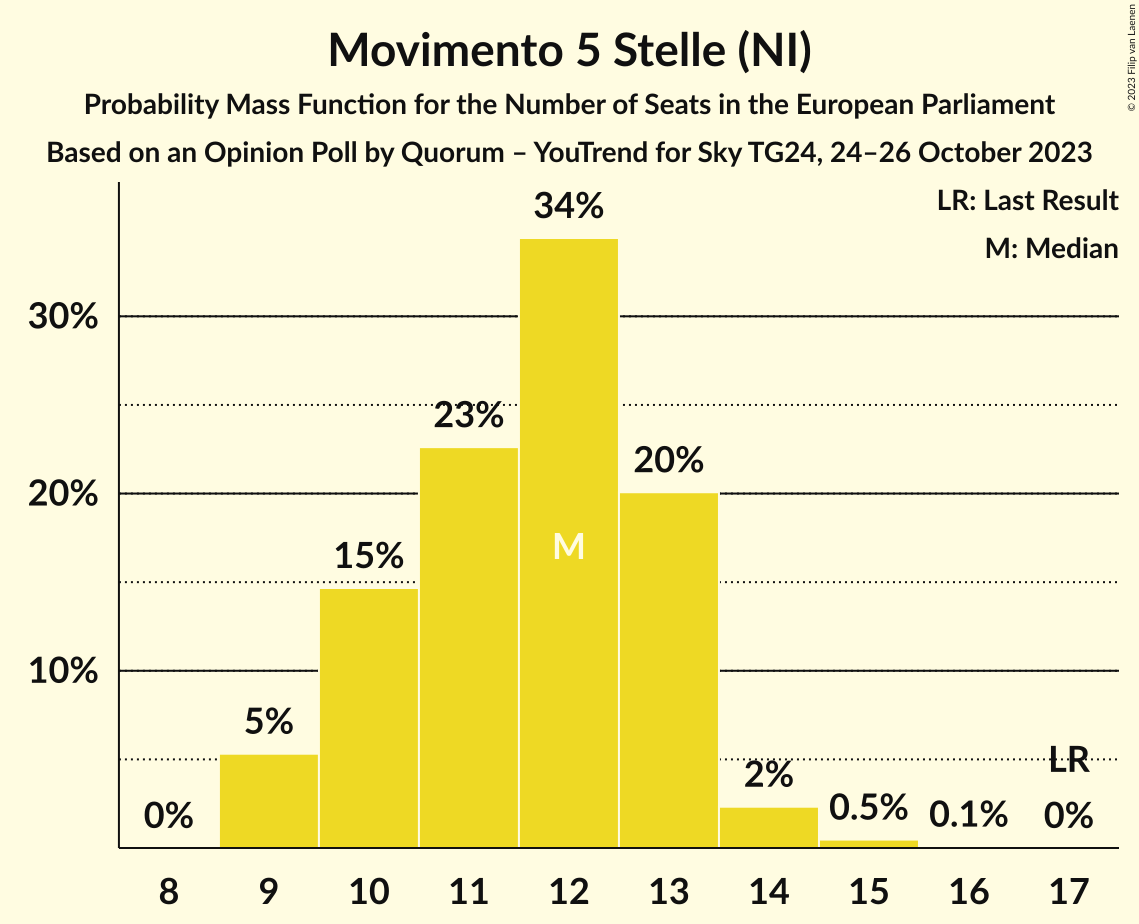 Movimento 5 Stelle (NI)
Probability Mass Function for the Number of Seats in the European Parliament
Based on an Opinion Poll by Quorum – YouTrend for Sky TG24, 24–26 October 2023
© 2023 Filip van Laenen
LR: Last Result
M: Median
30%
20%
10%
0%
5%
15%
23%
34%
M
20%
2%
0.5%
0.1%
LR
0%
8 9 10 11 12 13 14 15 16 17